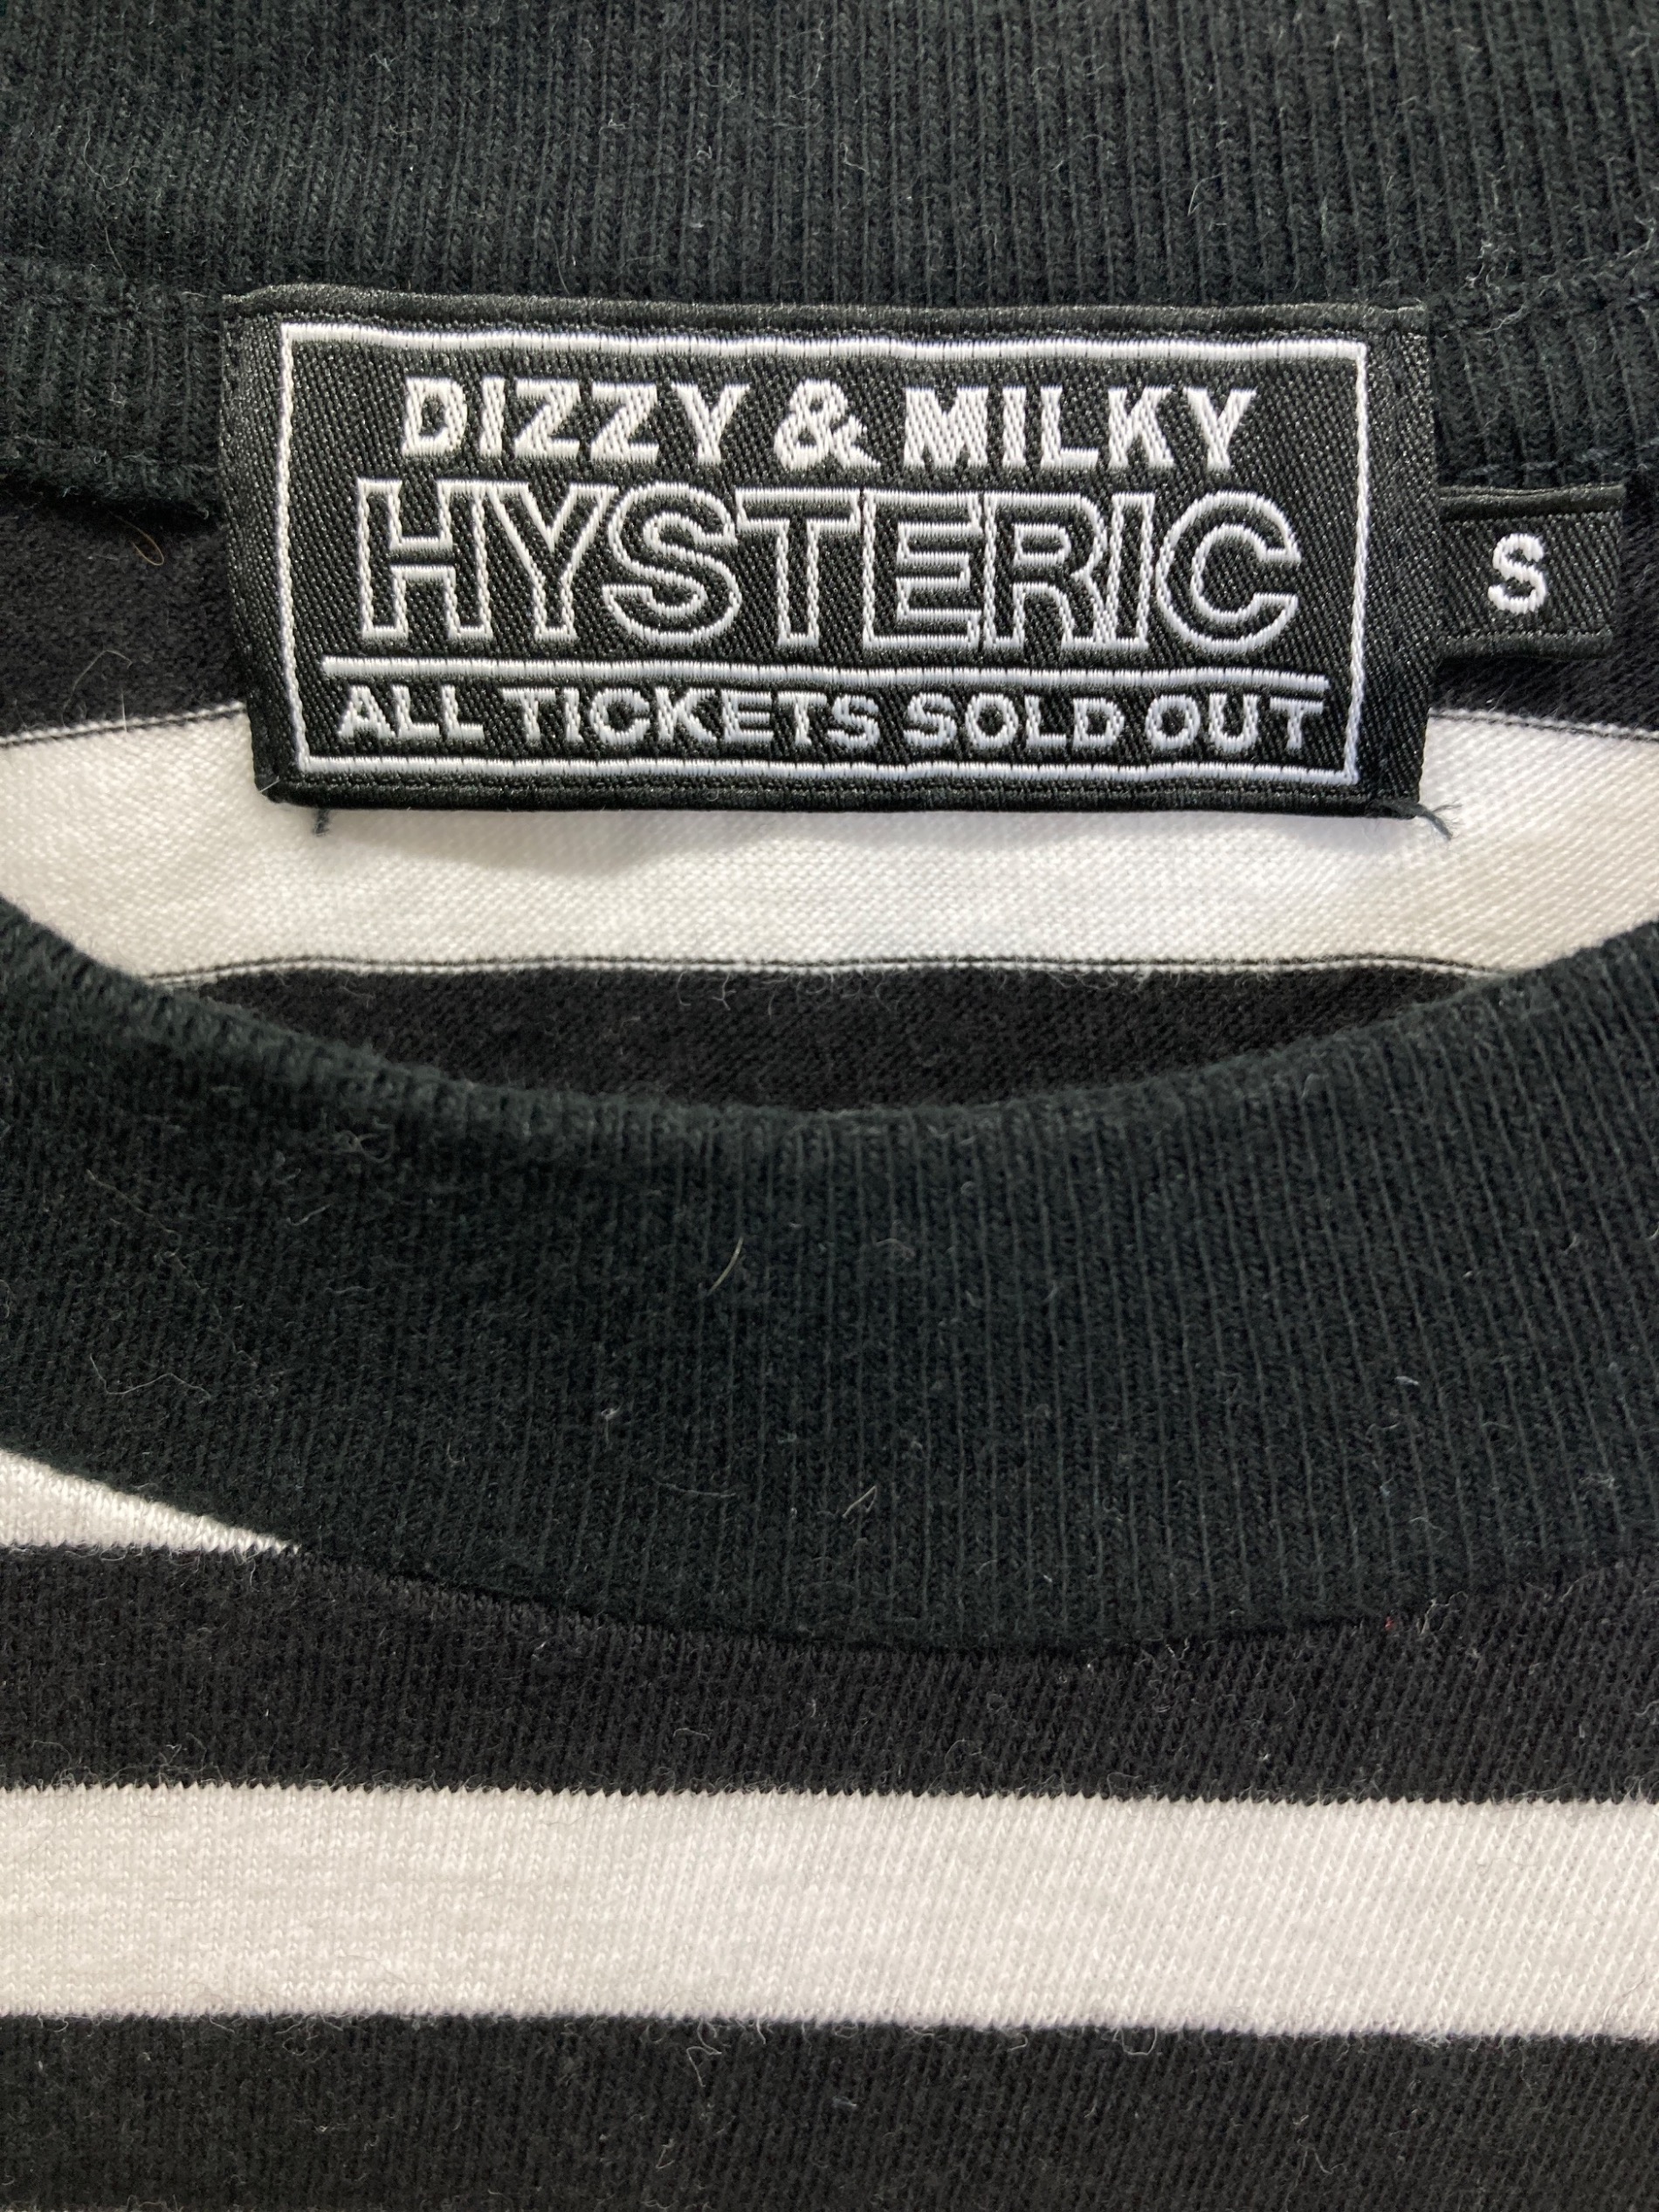 DIZZY & MILKY
HYSTERIC
ALL TICKETS SOLD OUT
S